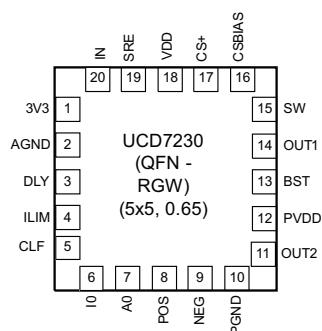 IN
SRE
VDD
CS+
CSBIAS
20
19
18
17
16
3V3
1
AGND
2
DLY
3
ILIM
4
CLF
5
UCD7230
(QFN -
RGW)
(5x5, 0.65)
15
SW
14
OUT1
13
BST
12
PVDD
11
OUT2
6
7
8
9
10
I0
A0
POS
NEG
PGND